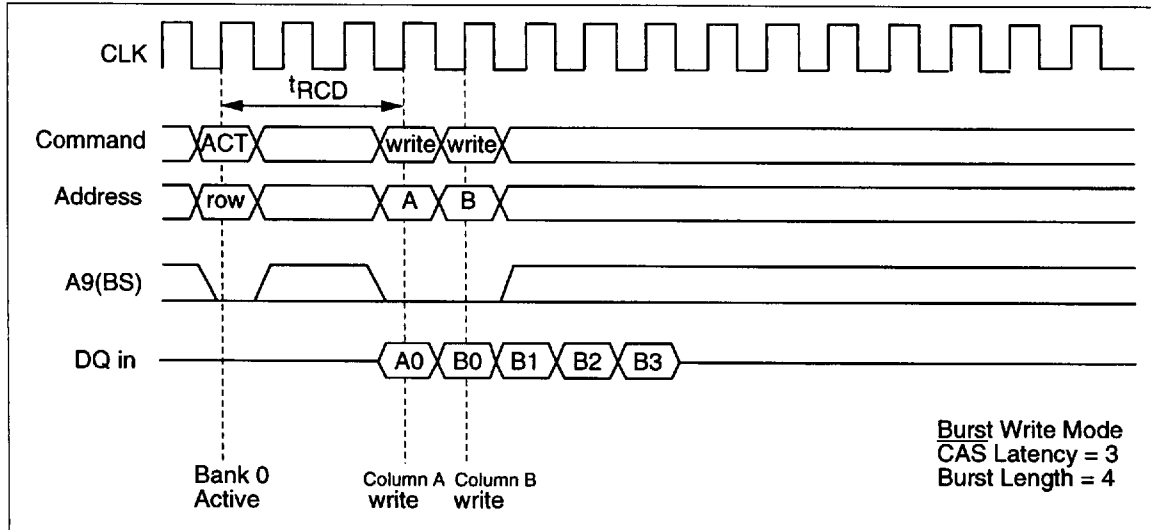 CLK
tRCD
Command
ACT
write
write
Address
row
A
B
A9(BS)
DQ in
A0
B0
B1
B2
B3
Bank 0
Active
Column A
write
Column B
write
Burst Write Mode
CAS Latency = 3
Burst Length = 4